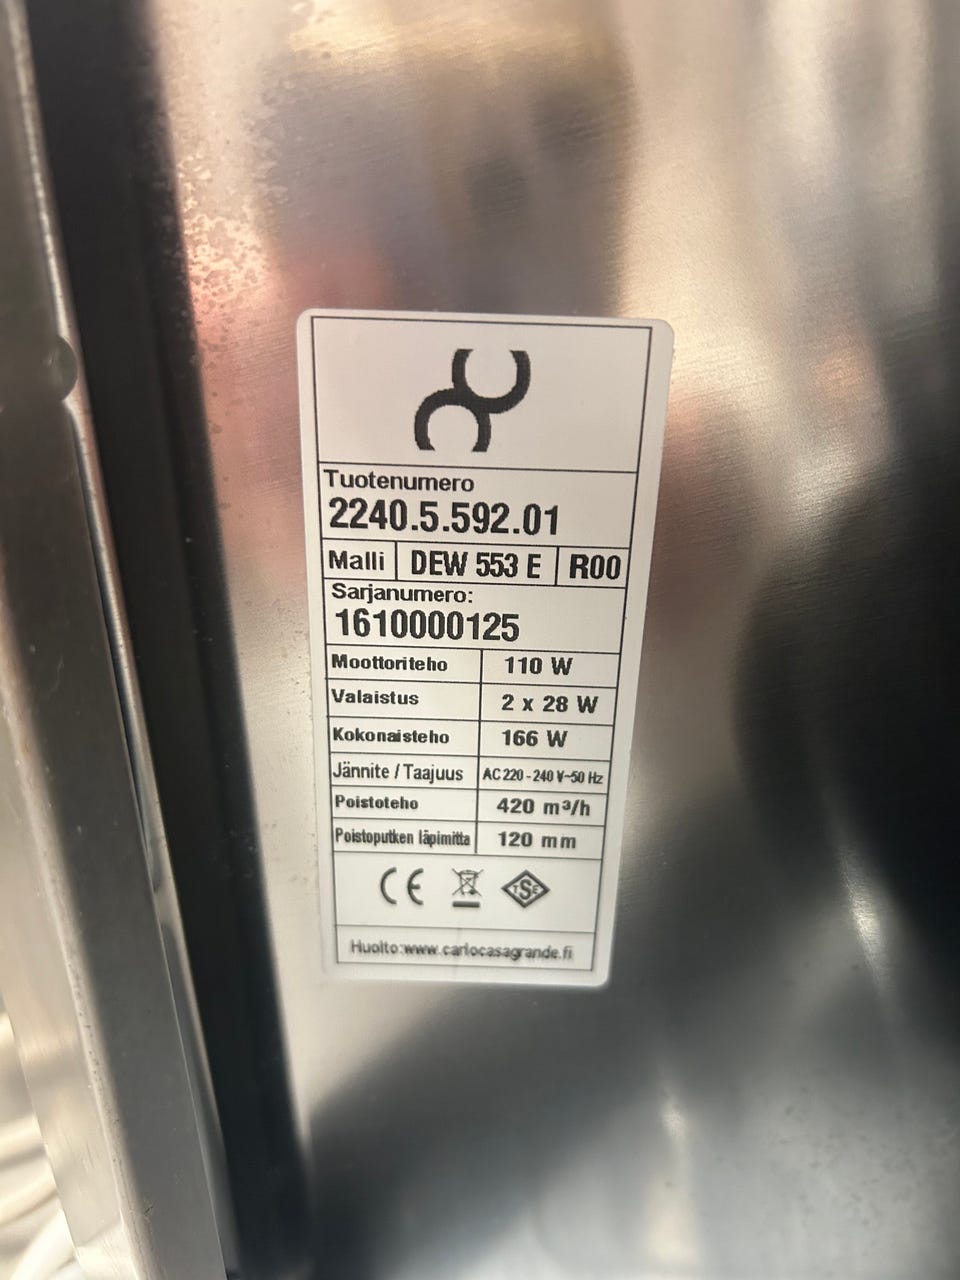 Tuotenumero
2240.5.592.01
Malli DEW 553 E R00
Sarjanumero:
1610000125
Moottoriteho 110 W
Valaistus 2 x 28 W
Kokonaisteho 166 W
Jännite / Taajuus AC 220 - 240 V~50 Hz
Poistoteho 420 m³/h
Poistoputken läpimitta 120 mm
CE TSE
Huolto:www.carlocasagrande.fi